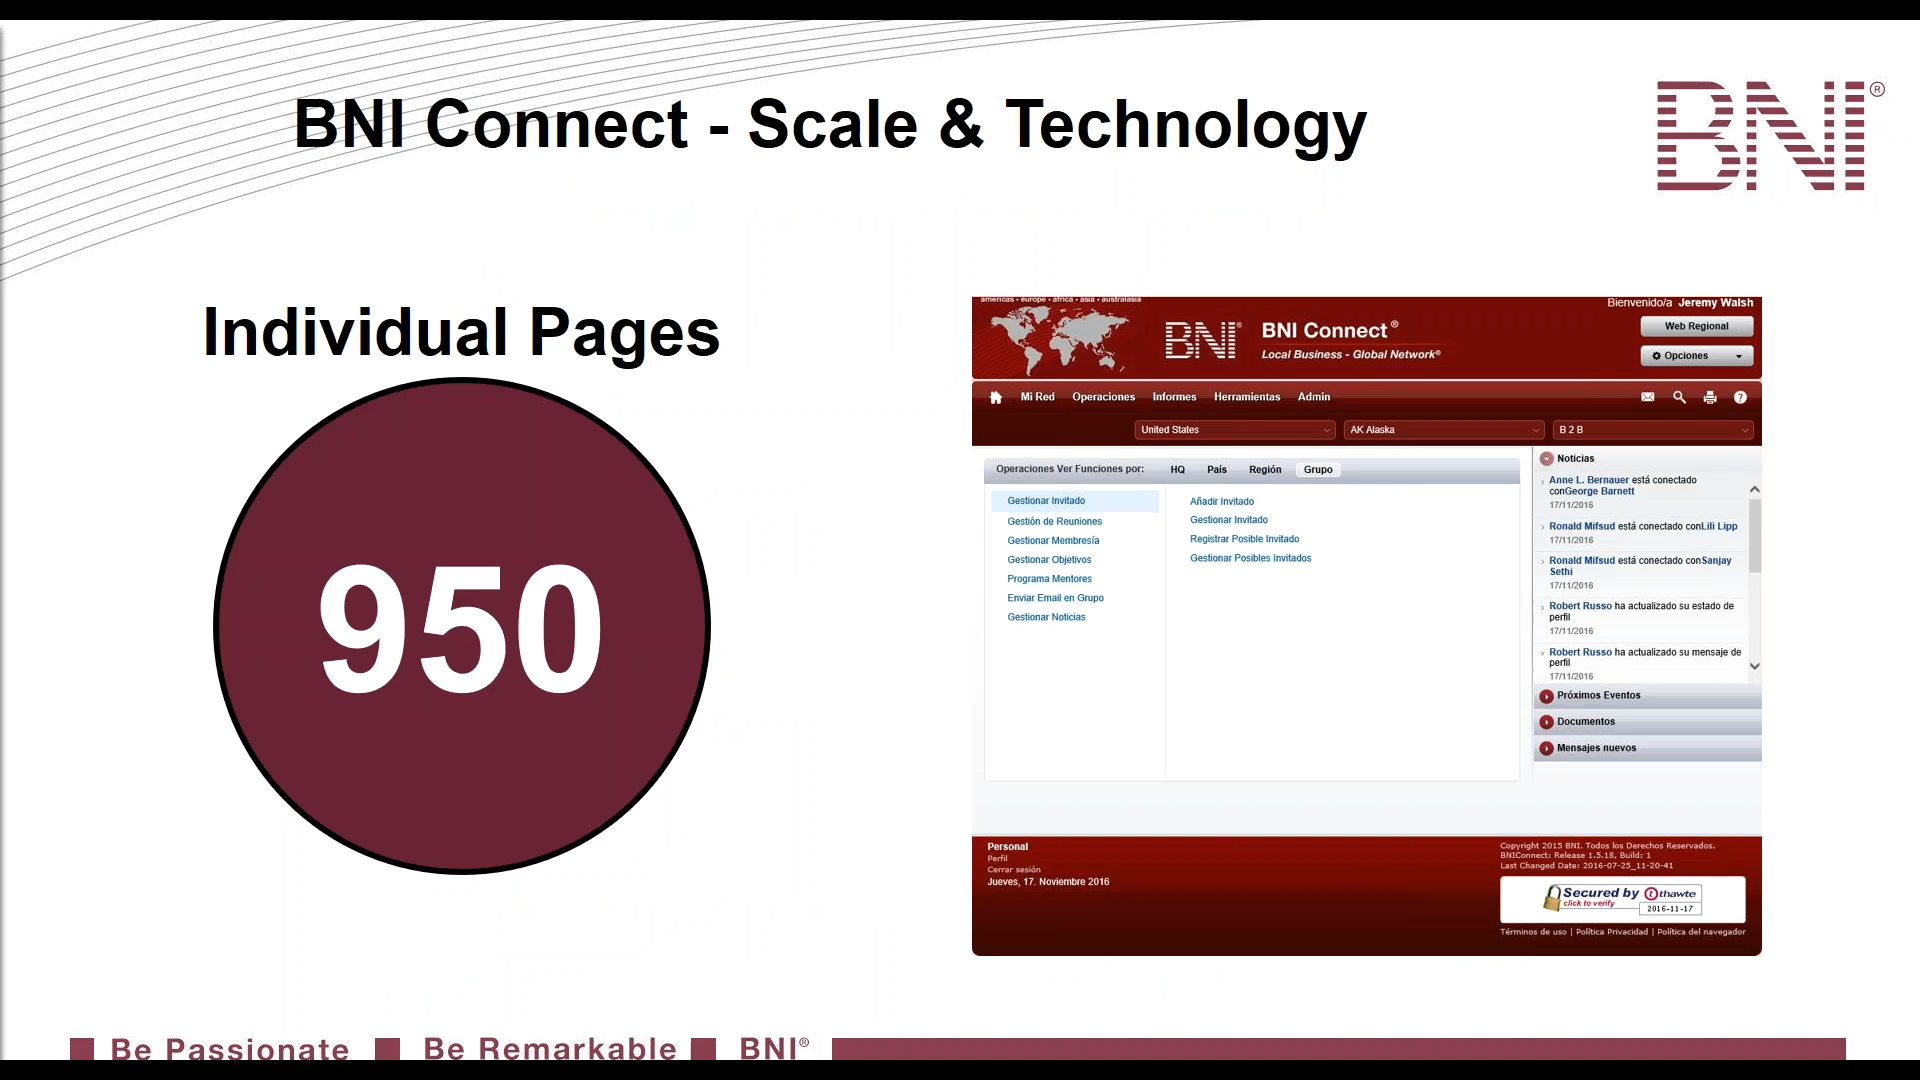 BNI Connect - Scale & Technology
BNI®
Individual Pages
950
americas • europe • africa • asia • australasia
Bienvenido/a Jeremy Walsh
BNI® BNI Connect®
Local Business - Global Network®
Web Regional
Opciones
Mi Red Operaciones Informes Herramientas Admin
United States AK Alaska B 2 B
Operaciones Ver Funciones por: HQ País Región Grupo
Gestionar Invitado
Gestión de Reuniones
Gestionar Membresía
Gestionar Objetivos
Programa Mentores
Enviar Email en Grupo
Gestionar Noticias
Añadir Invitado
Gestionar Invitado
Registrar Posible Invitado
Gestionar Posibles Invitados
Noticias
Anne L. Bernauer está conectado
conGeorge Barnett
17/11/2016
Ronald Mifsud está conectado conLili Lipp
17/11/2016
Ronald Mifsud está conectado conSanjay
Sethi
17/11/2016
Robert Russo ha actualizado su estado de
perfil
17/11/2016
Robert Russo ha actualizado su mensaje de
perfil
17/11/2016
Próximos Eventos
Documentos
Mensajes nuevos
Personal
Perfil
Cerrar sesión
Jueves, 17. Noviembre 2016
Copyright 2015 BNI. Todos los Derechos Reservados.
BNIConnect: Release 1.5.18, Build: 1
Last Changed Date: 2016-07-25_11-20-41
Secured by thawte
click to verify
2016-11-17
Términos de uso | Política Privacidad | Política del navegador
Be Passionate Be Remarkable BNI®